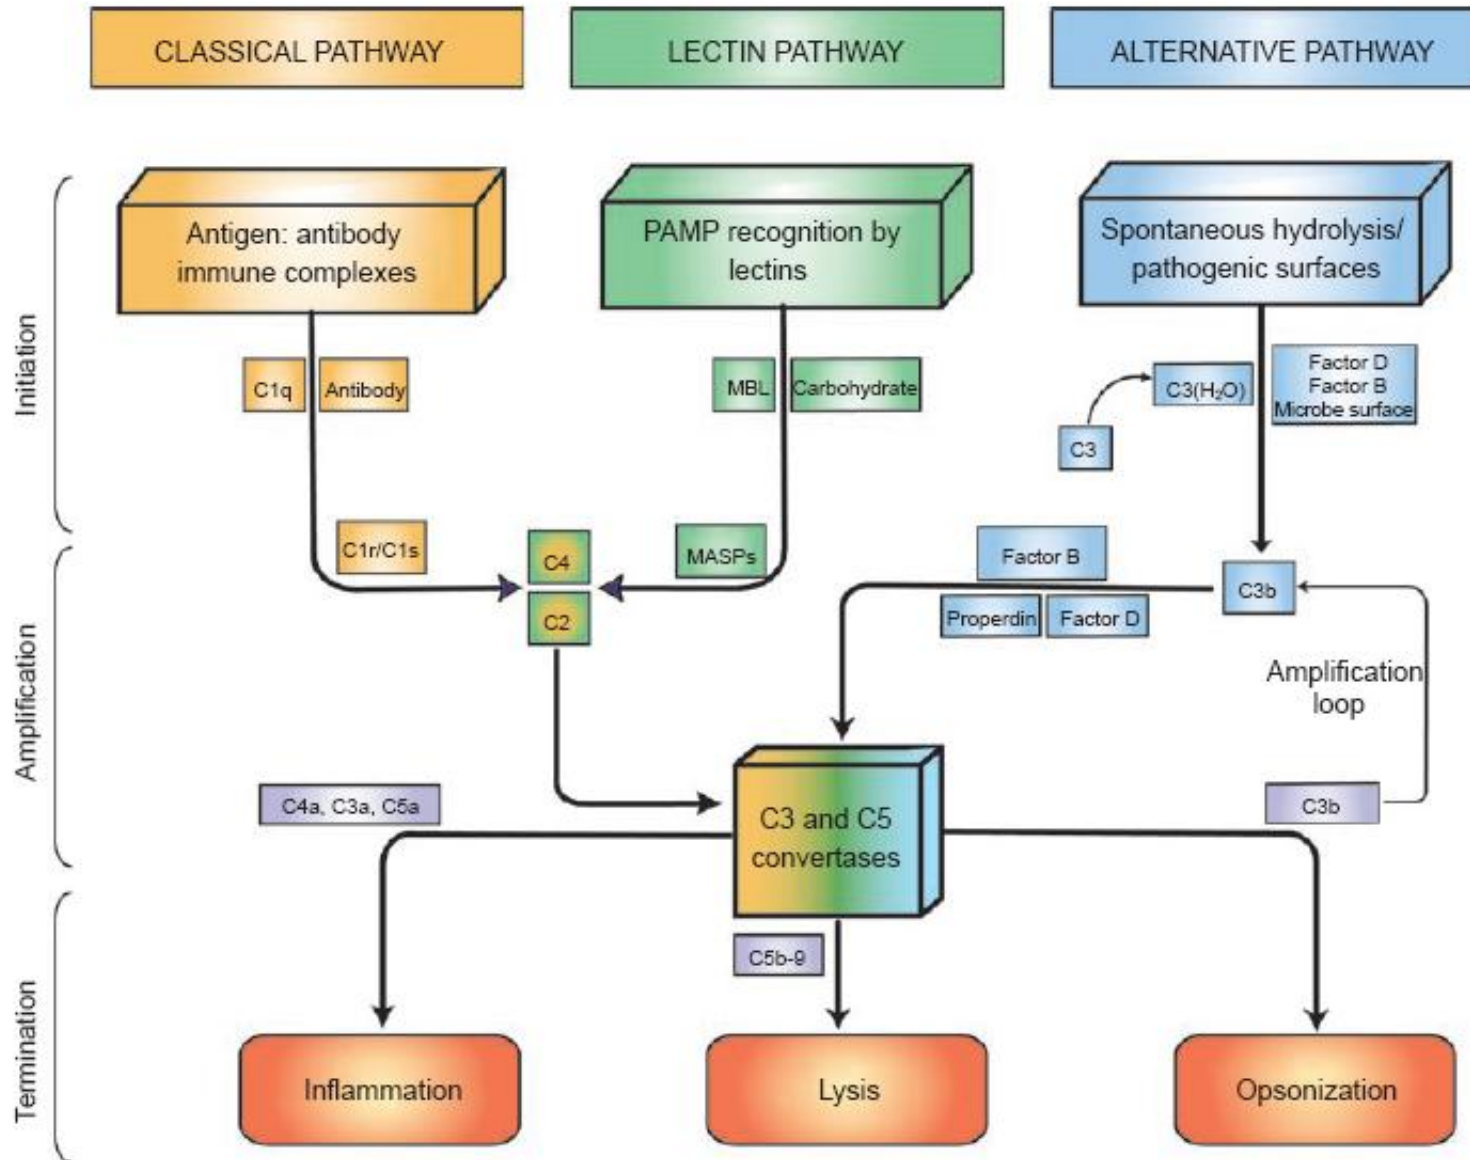 CLASSICAL PATHWAY
LECTIN PATHWAY
ALTERNATIVE PATHWAY
Initiation
Antigen: antibody
immune complexes
PAMP recognition by
lectins
Spontaneous hydrolysis/
pathogenic surfaces
C1q
Antibody
MBL
Carbohydrate
C3(H₂O)
Factor D
Factor B
Microbe surface
C3
Amplification
C1r/C1s
C4
C2
MASPs
Factor B
Properdin
Factor D
C3b
Amplification
loop
C4a, C3a, C5a
C3 and C5
convertases
C3b
Termination
C5b-9
Inflammation
Lysis
Opsonization